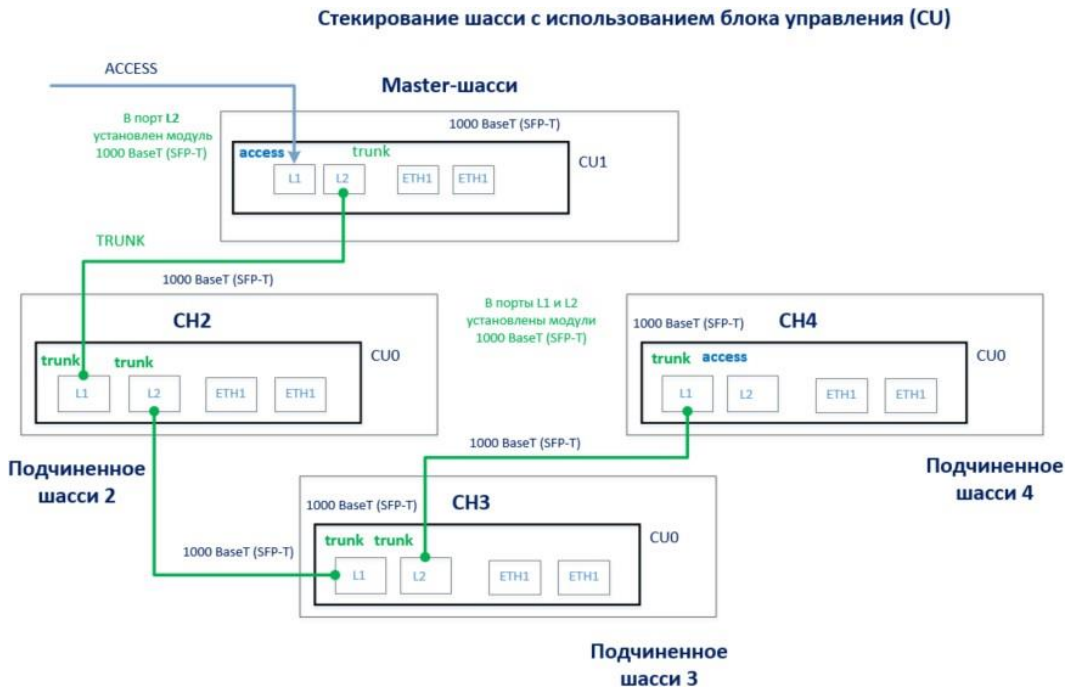 Стекирование шасси с использованием блока управления (CU)
ACCESS
Master-шасси
В порт L2
установлен модуль
1000 BaseT (SFP-T)
1000 BaseT (SFP-T)
access
trunk
CU1
L1
L2
ETH1
ETH1
TRUNK
1000 BaseT (SFP-T)
CH2
trunk
trunk
CU0
L1
L2
ETH1
ETH1
Подчиненное
шасси 2
В порты L1 и L2
установлены модули
1000 BaseT (SFP-T)
1000 BaseT (SFP-T)
CH4
trunk
access
CU0
L1
L2
ETH1
ETH1
1000 BaseT (SFP-T)
Подчиненное
шасси 4
1000 BaseT (SFP-T)
CH3
trunk
trunk
CU0
1000 BaseT (SFP-T)
L1
L2
ETH1
ETH1
Подчиненное
шасси 3